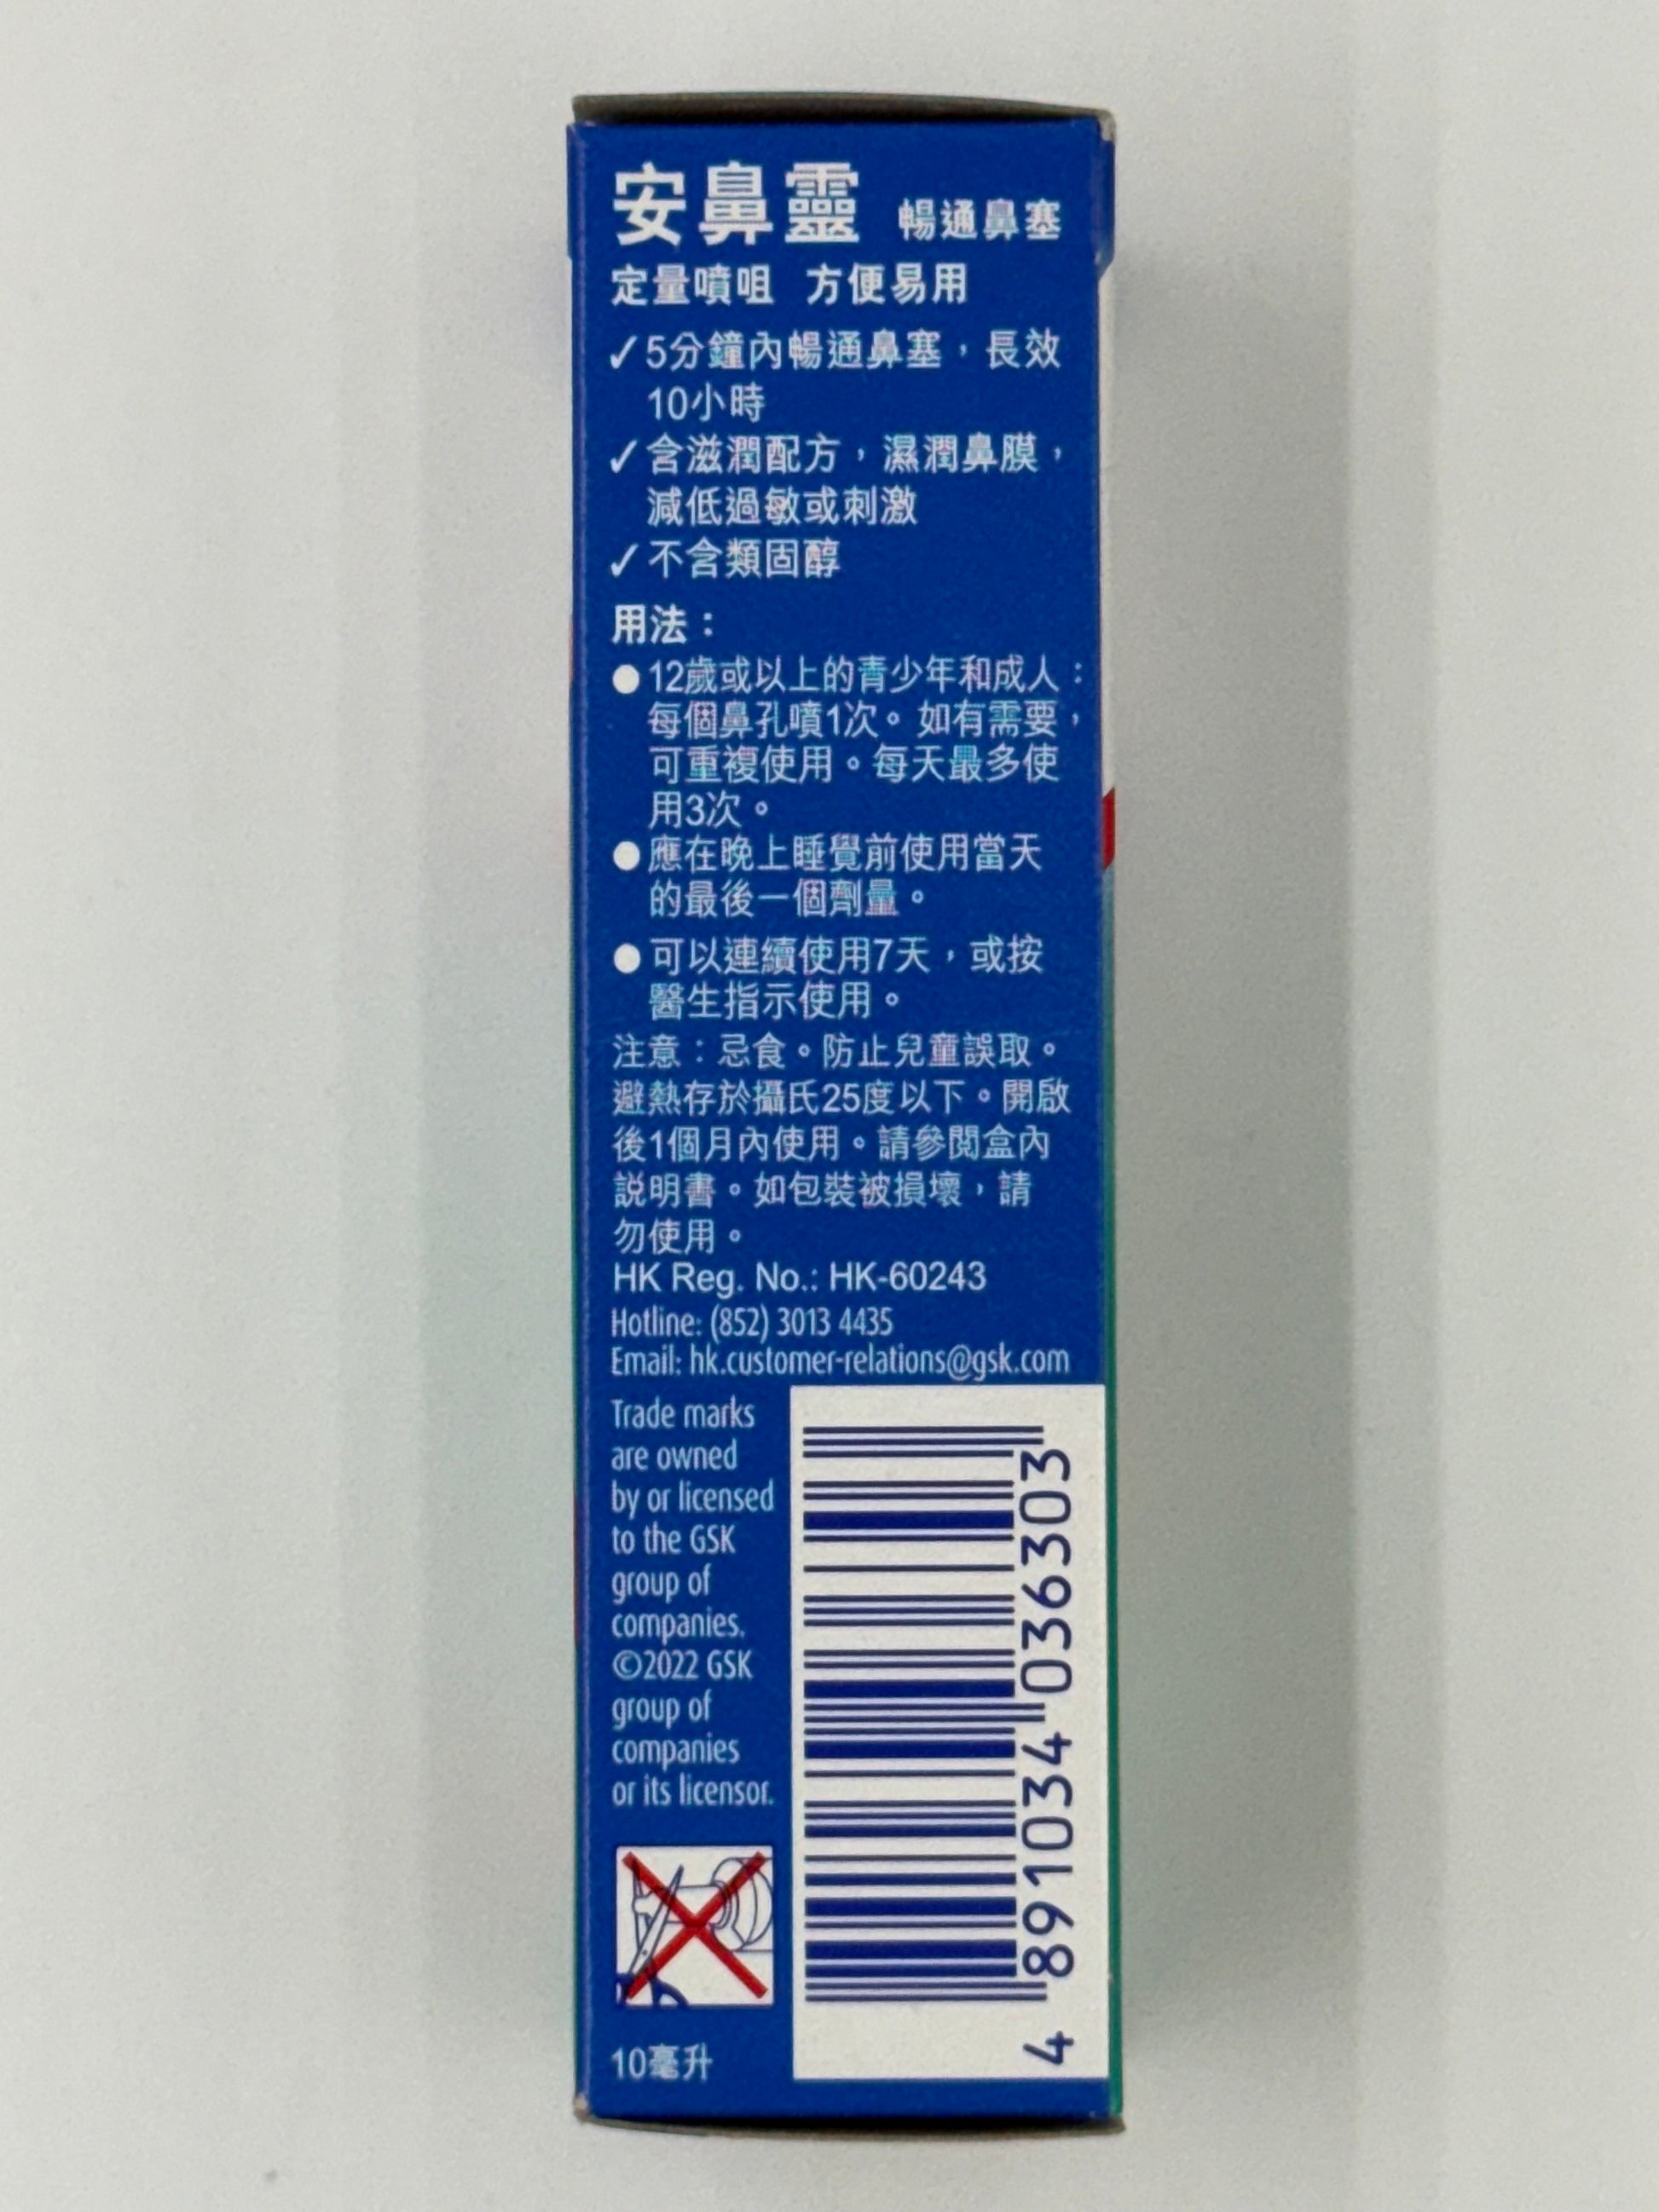 安鼻靈 暢通鼻塞
定量噴咀 方便易用
✓ 5分鐘內暢通鼻塞，長效
10小時
✓ 含滋潤配方，濕潤鼻膜，
減低過敏或刺激
✓ 不含類固醇
用法：
● 12歲或以上的青少年和成人：
每個鼻孔噴1次。如有需要，
可重複使用。每天最多使
用3次。
● 應在晚上睡覺前使用當天
的最後一個劑量。
● 可以連續使用7天，或按
醫生指示使用。
注意：忌食。防止兒童誤取。
避熱存於攝氏25度以下。開啟
後1個月內使用。請參閱盒內
説明書。如包裝被損壞，請
勿使用。
HK Reg. No.: HK-60243
Hotline: (852) 3013 4435
Email: hk.customer-relations@gsk.com
Trade marks
are owned
by or licensed
to the GSK
group of
companies.
©2022 GSK
group of
companies
or its licensor.
10毫升
4 891034 036303